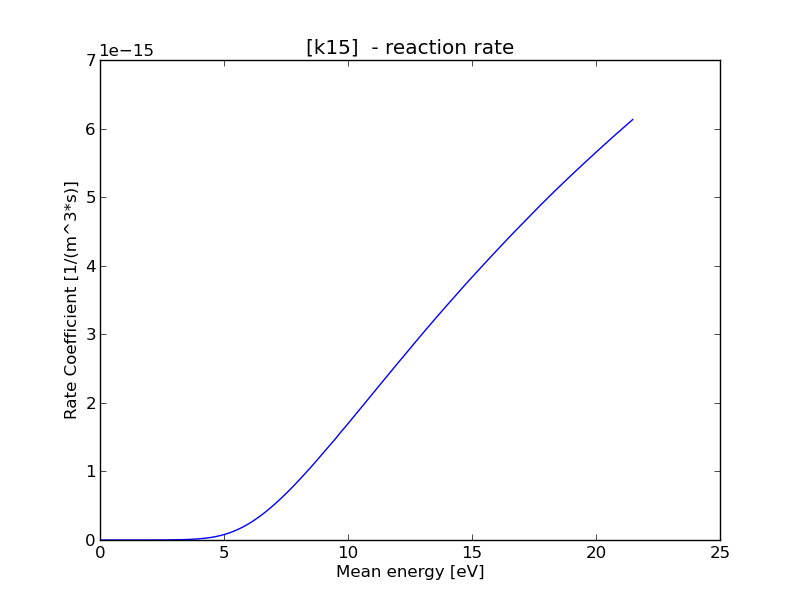 [k15]  - reaction rate
1e−15
7
6
5
4
3
2
1
0
Rate Coefficient [1/(m^3*s)]
0 5 10 15 20 25
Mean energy [eV]